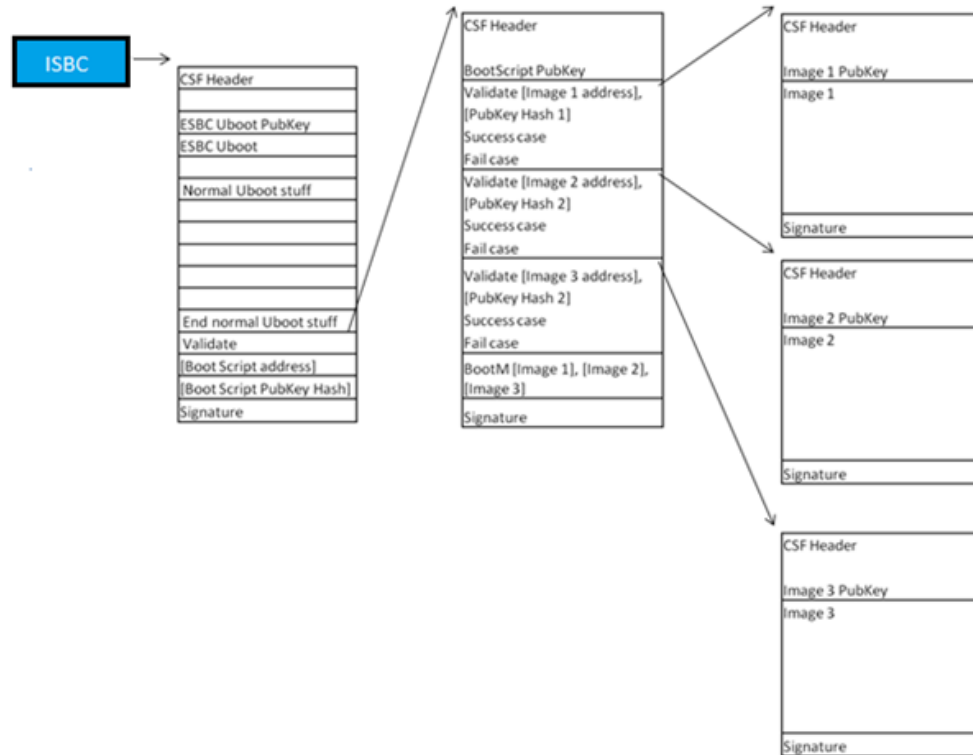 ISBC
CSF Header
ESBC Uboot PubKey
ESBC Uboot
Normal Uboot stuff
End normal Uboot stuff
Validate
[Boot Script address]
[Boot Script PubKey Hash]
Signature
CSF Header
BootScript PubKey
Validate [Image 1 address],
[PubKey Hash 1]
Success case
Fail case
Validate [Image 2 address],
[PubKey Hash 2]
Success case
Fail case
Validate [Image 3 address],
[PubKey Hash 2]
Success case
Fail case
BootM [Image 1], [Image 2],
[Image 3]
Signature
CSF Header
Image 1 PubKey
Image 1
Signature
CSF Header
Image 2 PubKey
Image 2
Signature
CSF Header
Image 3 PubKey
Image 3
Signature